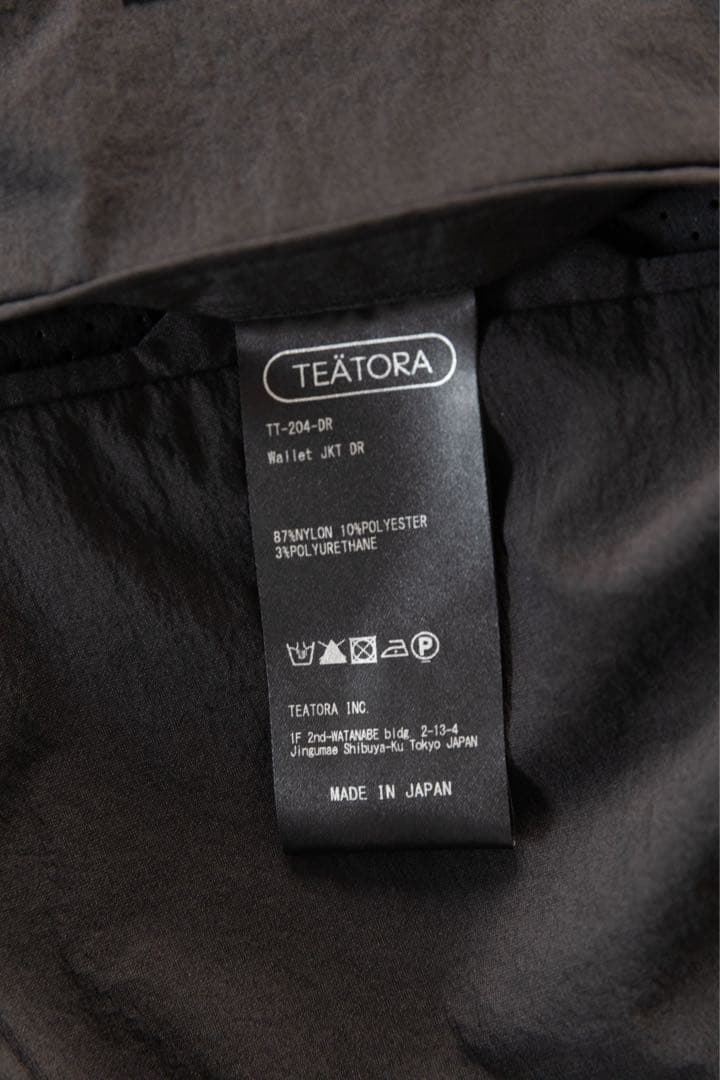 TEÄTORA
TT-204-DR
Wallet JKT DR
87%NYLON 10%POLYESTER
3%POLYURETHANE
P
TEATORA INC.
1F 2nd-WATANABE bldg. 2-13-4
Jingumae Shibuya-Ku Tokyo JAPAN
MADE IN JAPAN